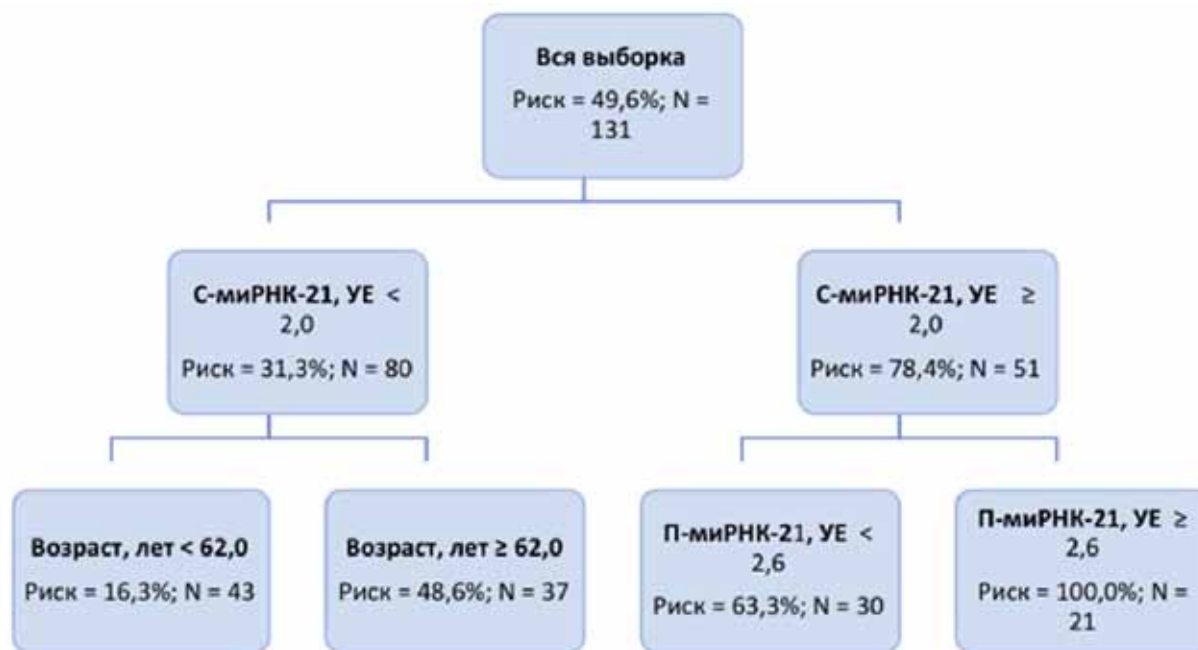 Вся выборка
Риск = 49,6%; N =
131
С-миРНК-21, УЕ <
2,0
Риск = 31,3%; N = 80
С-миРНК-21, УЕ ≥
2,0
Риск = 78,4%; N = 51
Возраст, лет < 62,0
Риск = 16,3%; N = 43
Возраст, лет ≥ 62,0
Риск = 48,6%; N = 37
П-миРНК-21, УЕ <
2,6
Риск = 63,3%; N = 30
П-миРНК-21, УЕ ≥
2,6
Риск = 100,0%; N =
21